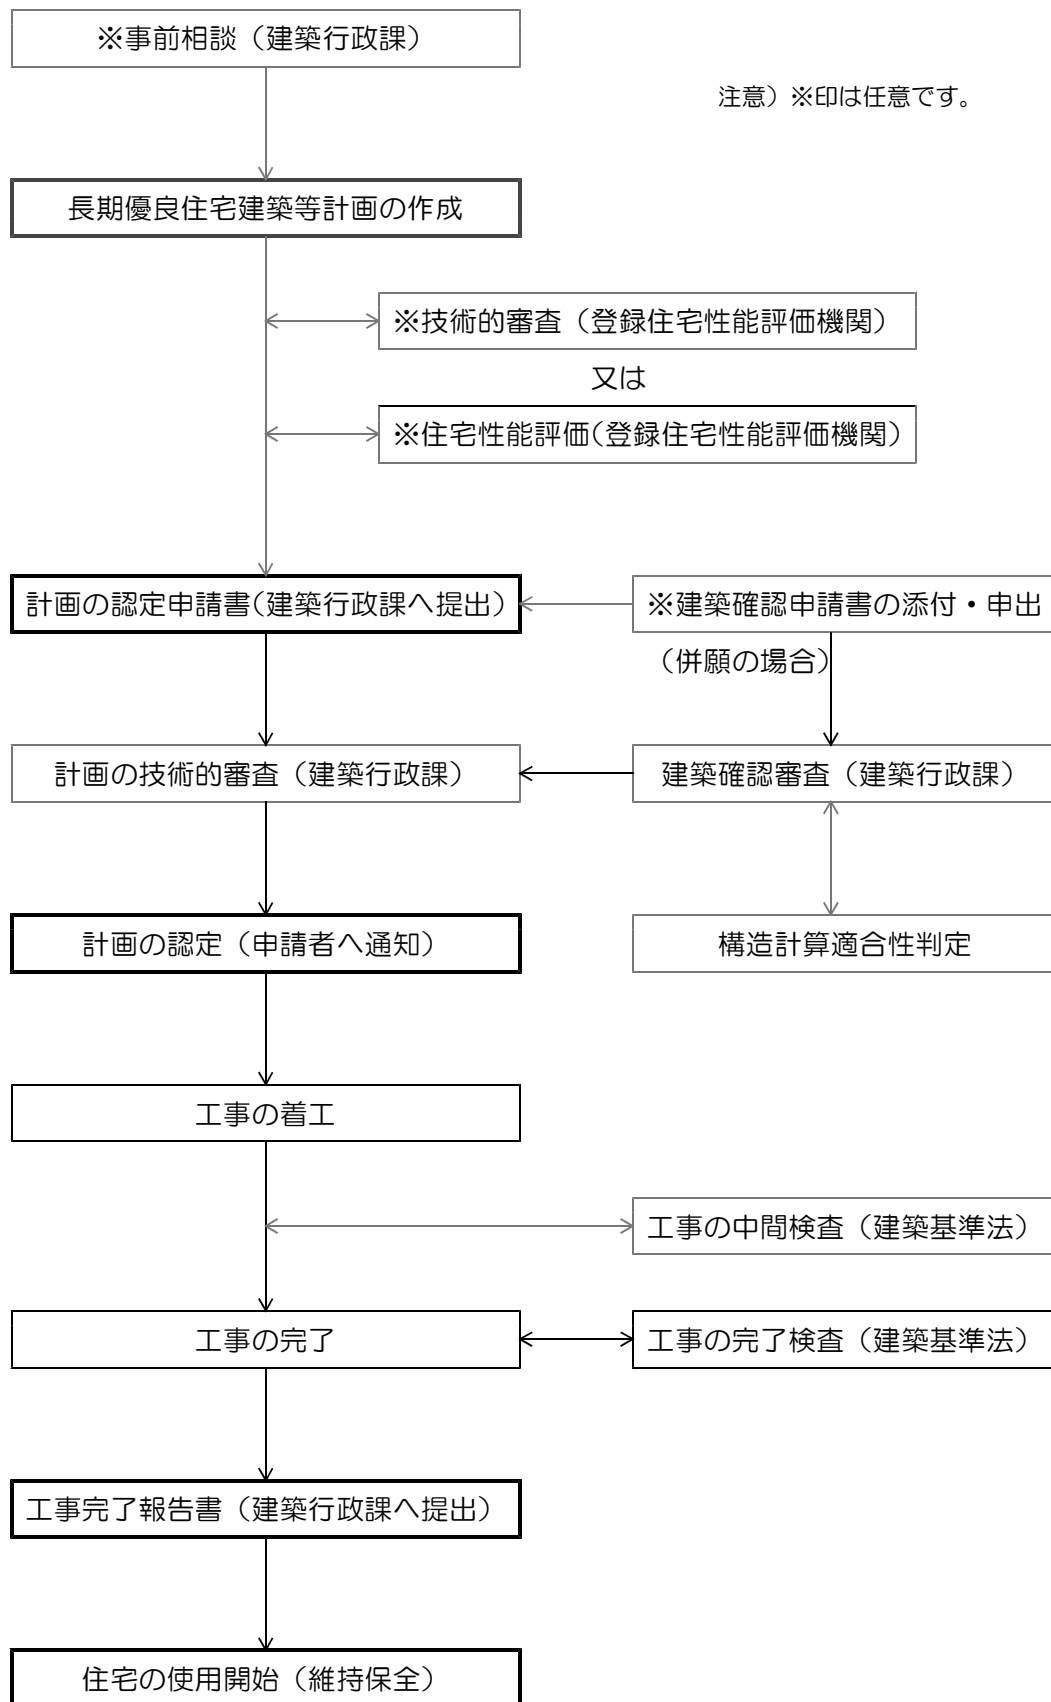 ※事前相談（建築行政課）
注意）※印は任意です。
長期優良住宅建築等計画の作成
※技術的審査（登録住宅性能評価機関）
又は
※住宅性能評価(登録住宅性能評価機関)
計画の認定申請書(建築行政課へ提出)
※建築確認申請書の添付・申出
（併願の場合）
計画の技術的審査（建築行政課）
建築確認審査（建築行政課）
計画の認定（申請者へ通知）
構造計算適合性判定
工事の着工
工事の中間検査（建築基準法）
工事の完了
工事の完了検査（建築基準法）
工事完了報告書（建築行政課へ提出）
住宅の使用開始（維持保全）